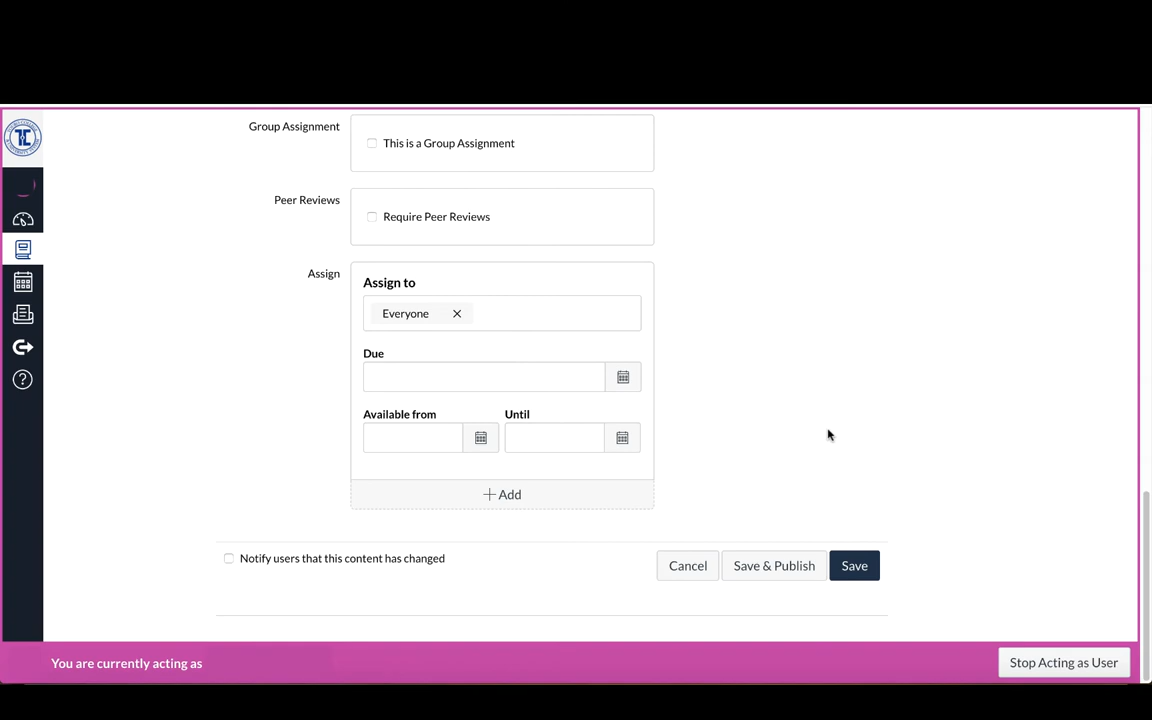 Group Assignment
This is a Group Assignment
Peer Reviews
Require Peer Reviews
Assign
Assign to
Everyone
Due
Available from
Until
Add
Notify users that this content has changed
Cancel
Save & Publish
Save
You are currently acting as
Stop Acting as User